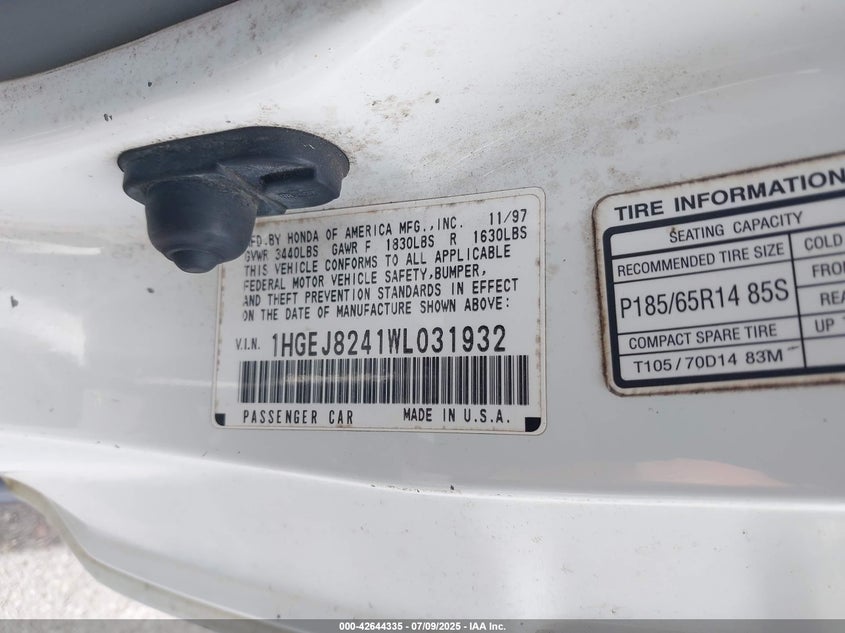 MFD.BY HONDA OF AMERICA MFG.,INC. 11/97
GVWR 3440LBS GAWR F 1830LBS R 1630LBS
THIS VEHICLE CONFORMS TO ALL APPLICABLE
FEDERAL MOTOR VEHICLE SAFETY,BUMPER,
AND THEFT PREVENTION STANDARDS IN EFFECT
ON THE DATE OF MANUFACTURE SHOWN ABOVE:
V.I.N. 1HGEJ8241WL031932
PASSENGER CAR MADE IN U.S.A.
TIRE INFORMATION
SEATING CAPACITY
RECOMMENDED TIRE SIZE COLD
P185/65R14 85S
COMPACT SPARE TIRE UP
T105/70D14 83M
000-42644335 | 07/09/2025 | IAA Inc.